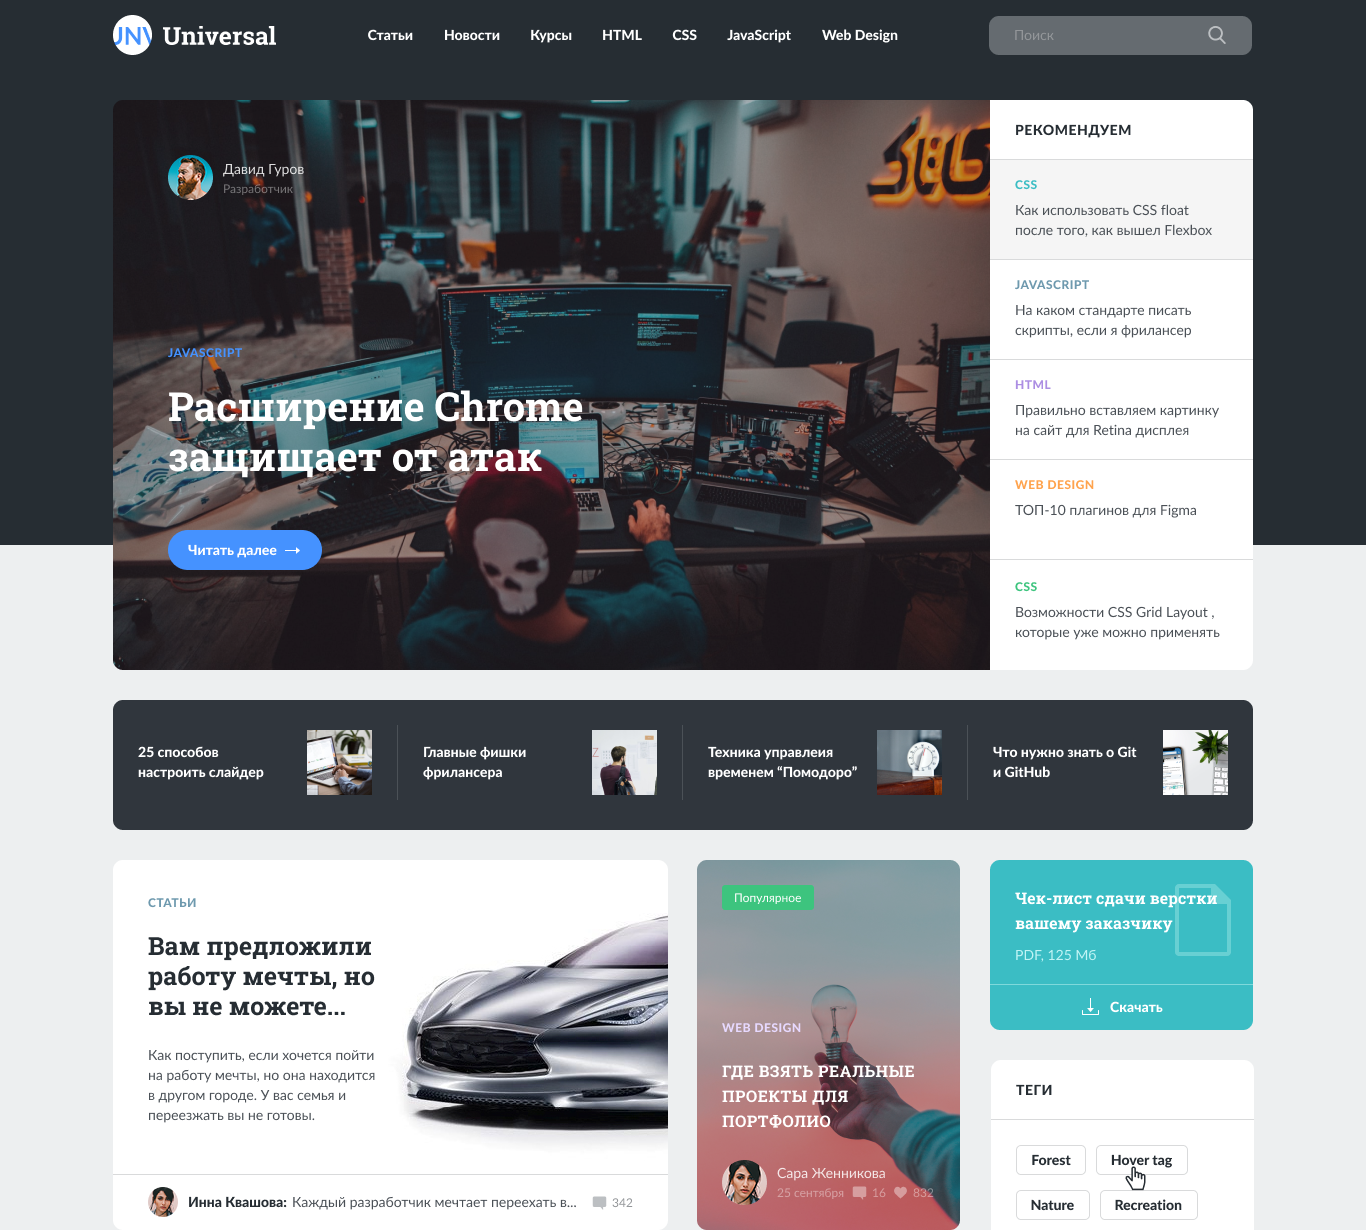 UNI Universal
Статьи Новости Курсы HTML CSS JavaScript Web Design
Поиск
Давид Гуров
Разработчик
JAVASCRIPT
Расширение Chrome
защищает от атак
Читать далее
РЕКОМЕНДУЕМ
CSS
Как использовать CSS float
после того, как вышел Flexbox
JAVASCRIPT
На каком стандарте писать
скрипты, если я фрилансер
HTML
Правильно вставляем картинку
на сайт для Retina дисплея
WEB DESIGN
ТОП-10 плагинов для Figma
CSS
Возможности CSS Grid Layout ,
которые уже можно применять
25 способов
настроить слайдер
Главные фишки
фрилансера
Техника управлеия
временем “Помодоро”
Что нужно знать о Git
и GitHub
СТАТЬИ
Вам предложили
работу мечты, но
вы не можете...
Как поступить, если хочется пойти
на работу мечты, но она находится
в другом городе. У вас семья и
переезжать вы не готовы.
Инна Квашова: Каждый разработчик мечтает переехать в... 342
Популярное
WEB DESIGN
ГДЕ ВЗЯТЬ РЕАЛЬНЫЕ
ПРОЕКТЫ ДЛЯ
ПОРТФОЛИО
Сара Женникова
25 сентября 16 832
Чек-лист сдачи верстки
вашему заказчику
PDF, 125 Мб
Скачать
ТЕГИ
Forest Hover tag
Nature Recreation